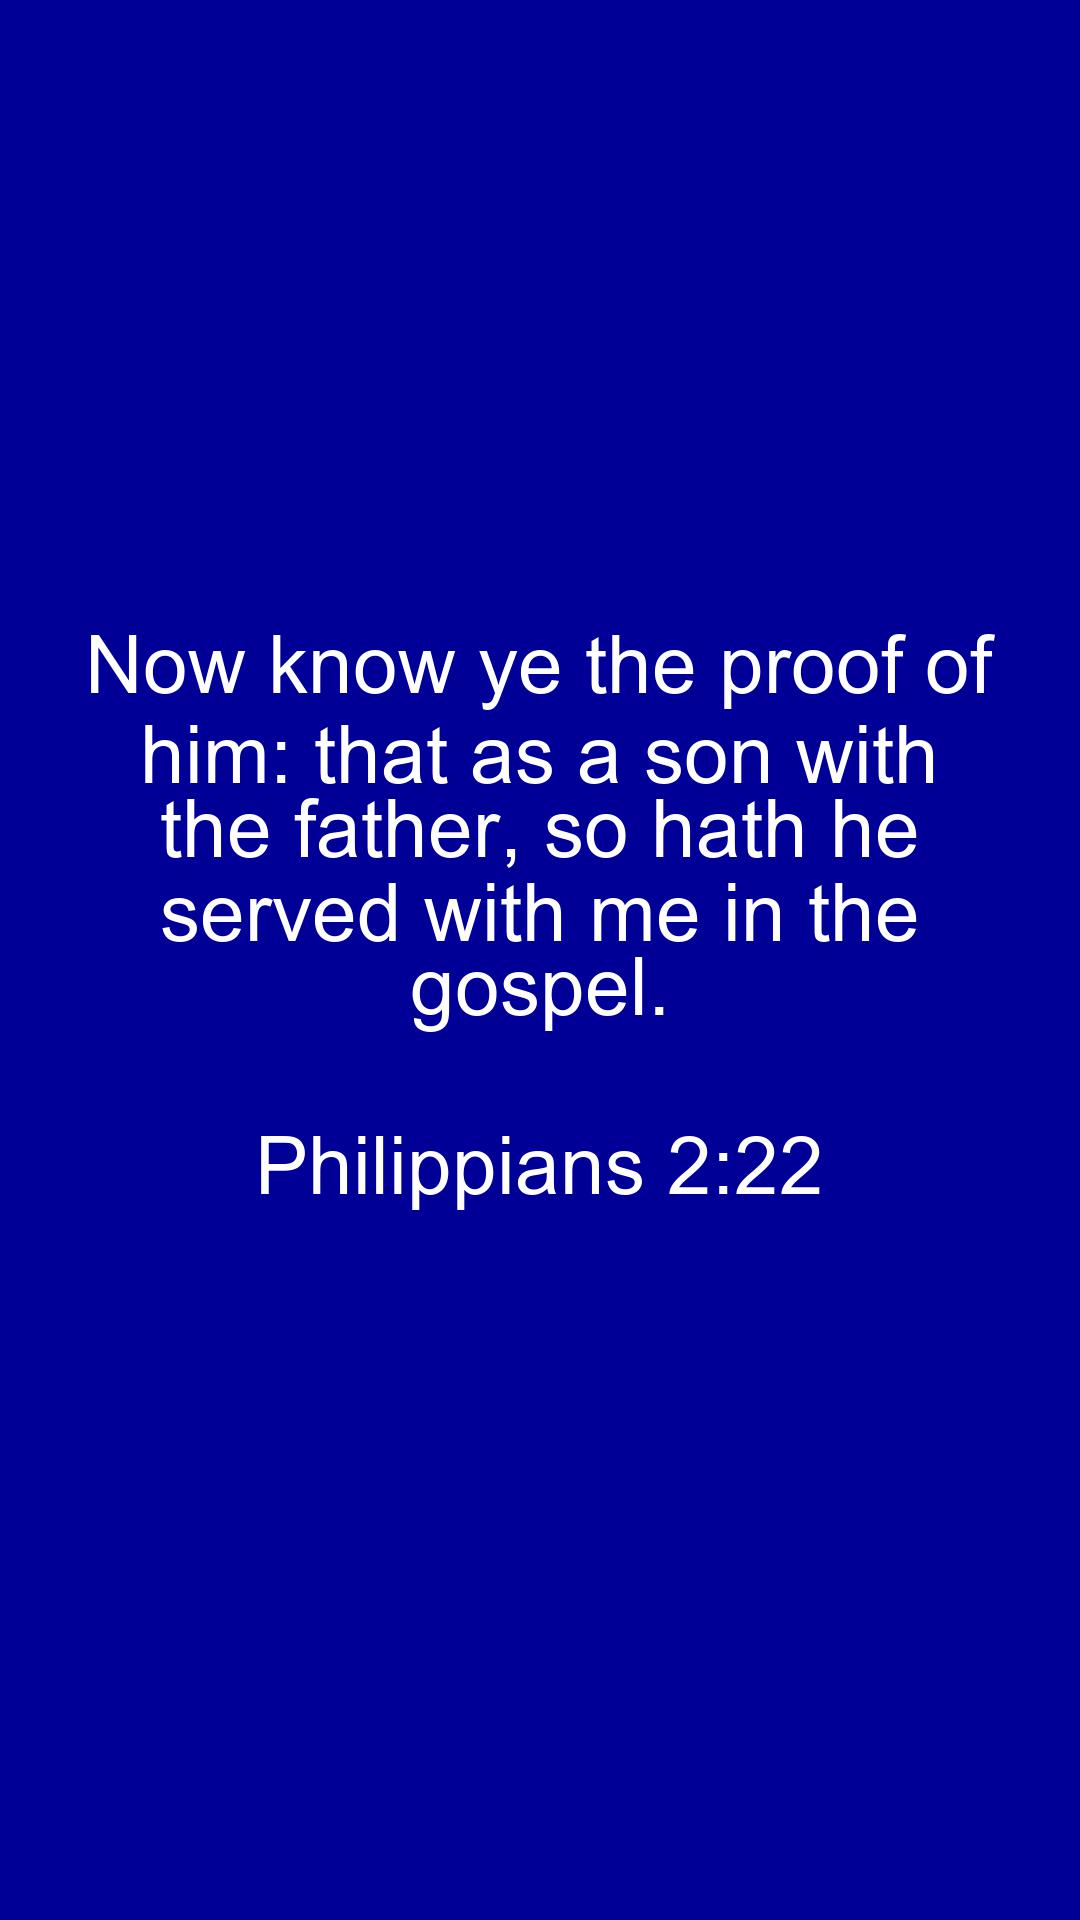 Now know ye the proof of
him: that as a son with
the father, so hath he
served with me in the
gospel.
Philippians 2:22